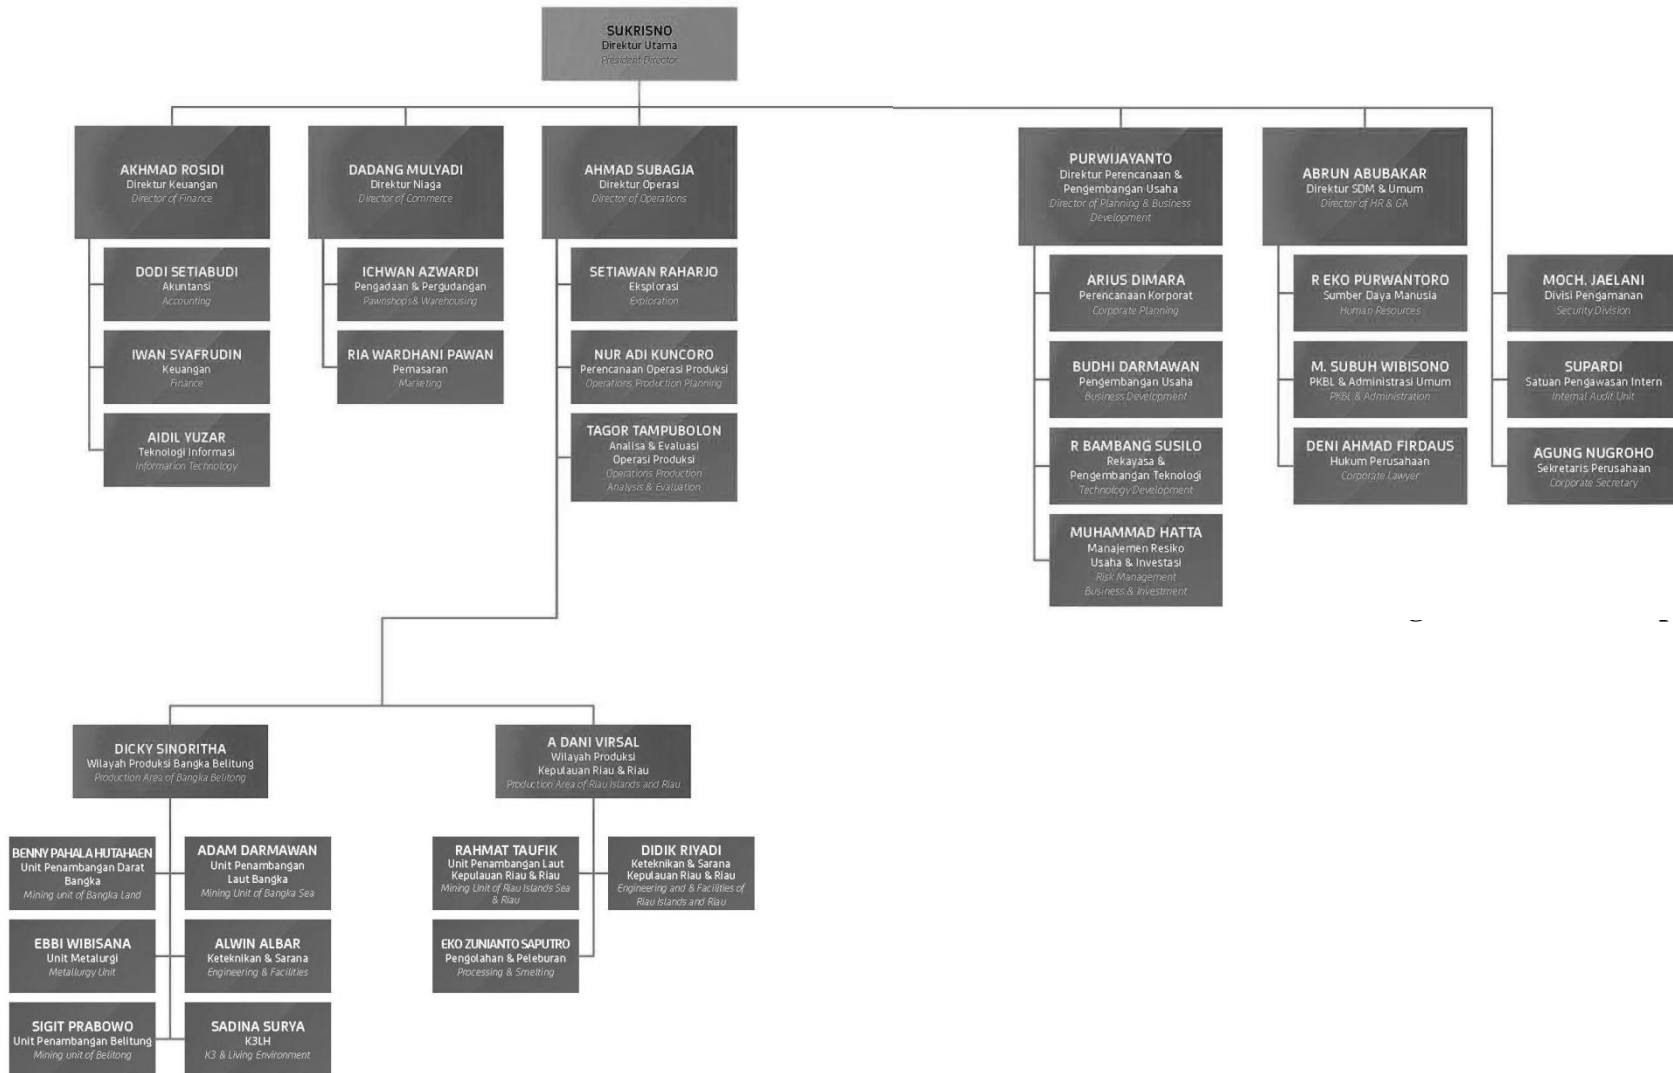 SUKRISNO
Direktur Utama
President Director
AKHMAD ROSIDI
Direktur Keuangan
Director of Finance
DADANG MULYADI
Direktur Niaga
Director of Commerce
AHMAD SUBAGJA
Direktur Operasi
Director of Operations
PURWIJAYANTO
Direktur Perencanaan &
Pengembangan Usaha
Director of Planning & Business
Development
ABRUN ABUBAKAR
Direktur SDM & Umum
Director of HR & GA
DODI SETIABUDI
Akuntansi
Accounting
IWAN SYAFRUDIN
Keuangan
Finance
AIDIL YUZAR
Teknologi Informasi
Information Technology
ICHWAN AZWARDI
Pengadaan & Pergudangan
Pawnshops & Warehousing
RIA WARDHANI PAWAN
Pemasaran
Marketing
SETIAWAN RAHARJO
Eksplorasi
Exploration
NUR ADI KUNCORO
Perencanaan Operasi Produksi
Operations Production Planning
TAGOR TAMPUBOLON
Analisa & Evaluasi
Operasi Produksi
Operations Production
Analysis & Evaluation
ARIUS DIMARA
Perencanaan Korporat
Corporate Planning
BUDHI DARMAWAN
Pengembangan Usaha
Business Development
R BAMBANG SUSILO
Rekayasa &
Pengembangan Teknologi
Technology Development
MUHAMMAD HATTA
Manajemen Resiko
Usaha & Investasi
Risk Management
Business & Investment
R EKO PURWANTORO
Sumber Daya Manusia
Human Resources
M. SUBUH WIBISONO
PKBL & Administrasi Umum
PKBL & Administration
DENI AHMAD FIRDAUS
Hukum Perusahaan
Corporate Lawyer
MOCH. JAELANI
Divisi Pengamanan
Security Division
SUPARDI
Satuan Pengawasan Intern
Internal Audit Unit
AGUNG NUGROHO
Sekretaris Perusahaan
Corporate Secretary
DICKY SINORITHA
Wilayah Produksi Bangka Belitung
Production Area of Bangka Belitong
A DANI VIRSAL
Wilayah Produksi
Kepulauan Riau & Riau
Production Area of Riau Islands and Riau
BENNY PAHALA HUTAHAEN
Unit Penambangan Darat
Bangka
Mining unit of Bangka Land
ADAM DARMAWAN
Unit Penambangan
Laut Bangka
Mining Unit of Bangka Sea
EBBI WIBISANA
Unit Metalurgi
Metallurgy Unit
ALWIN ALBAR
Keteknikan & Sarana
Engineering & Facilities
SIGIT PRABOWO
Unit Penambangan Belitung
Mining unit of Belitong
SADINA SURYA
K3LH
K3 & Living Environment
RAHMAT TAUFIK
Unit Penambangan Laut
Kepulauan Riau & Riau
Mining Unit of Riau Islands Sea
& Riau
DIDIK RIYADI
Keteknikan & Sarana
Kepulauan Riau & Riau
Engineering and & Facilities of
Riau Islands and Riau
EKO ZUNIANTO SAPUTRO
Pengolahan & Peleburan
Processing & Smelting